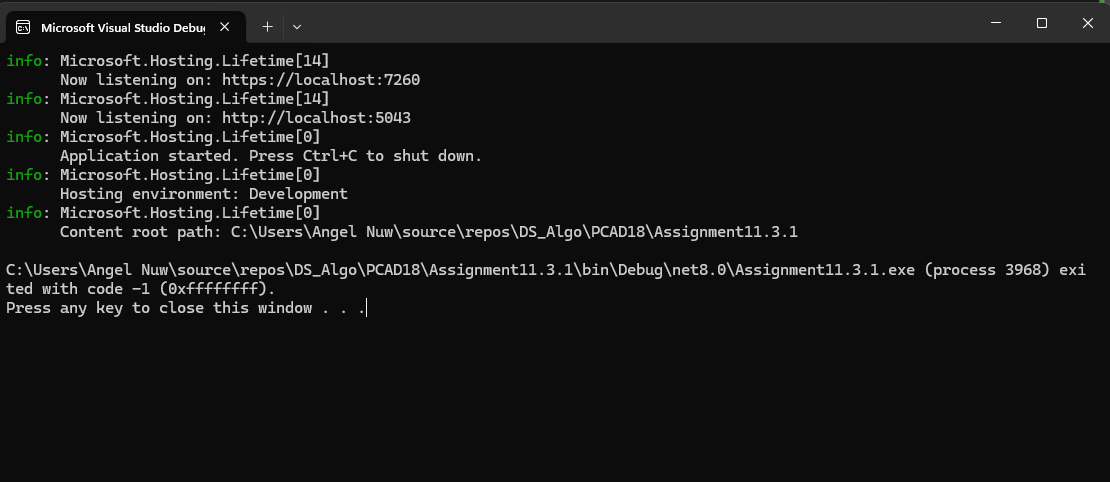 Microsoft Visual Studio Debug
info: Microsoft.Hosting.Lifetime[14]
Now listening on: https://localhost:7260
info: Microsoft.Hosting.Lifetime[14]
Now listening on: http://localhost:5043
info: Microsoft.Hosting.Lifetime[0]
Application started. Press Ctrl+C to shut down.
info: Microsoft.Hosting.Lifetime[0]
Hosting environment: Development
info: Microsoft.Hosting.Lifetime[0]
Content root path: C:\Users\Angel Nuw\source\repos\DS_Algo\PCAD18\Assignment11.3.1
C:\Users\Angel Nuw\source\repos\DS_Algo\PCAD18\Assignment11.3.1\bin\Debug\net8.0\Assignment11.3.1.exe (process 3968) exi
ted with code -1 (0xffffffff).
Press any key to close this window . . .